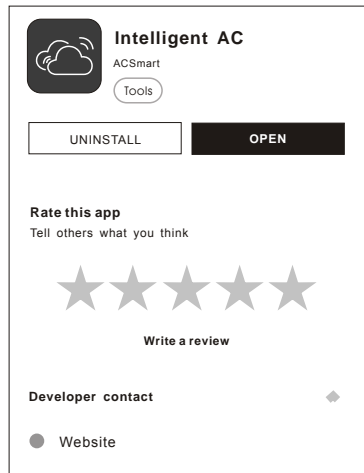 Intelligent AC
ACSmart
Tools
UNINSTALL OPEN
Rate this app
Tell others what you think
Write a review
Developer contact
Website